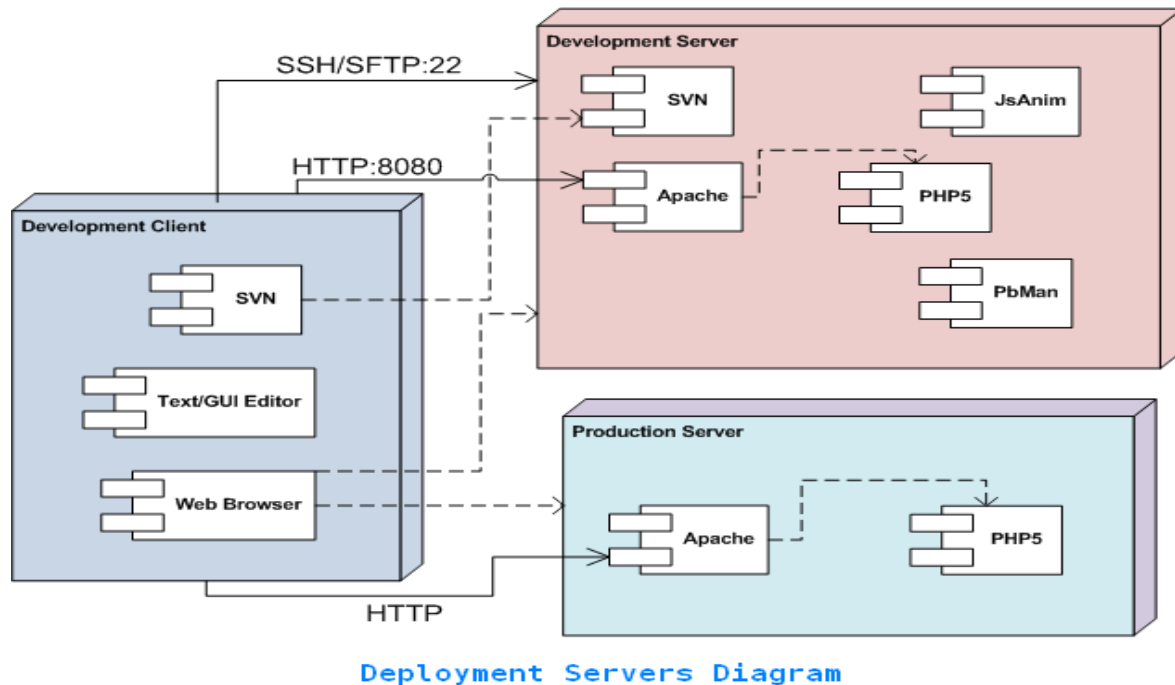 Development Server
SSH/SFTP:22
SVN
JsAnim
HTTP:8080
Apache
PHP5
Development Client
SVN
PbMan
Text/GUI Editor
Production Server
Web Browser
Apache
PHP5
HTTP
Deployment Servers Diagram